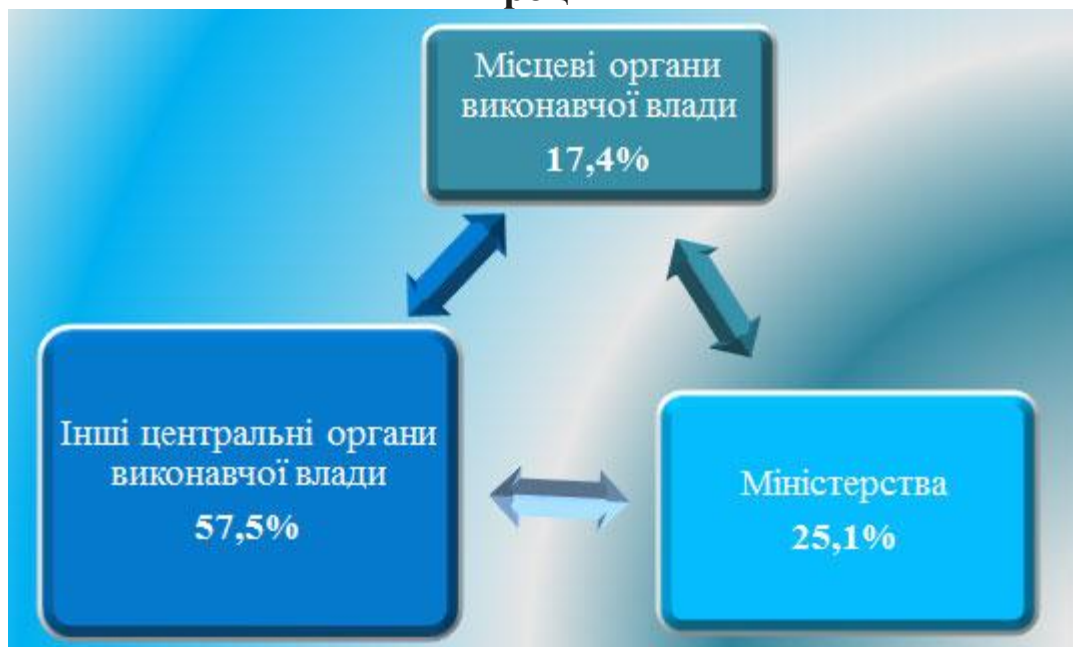 Місцеві органи
виконавчої влади
17,4%
Інші центральні органи
виконавчої влади
57,5%
Міністерства
25,1%